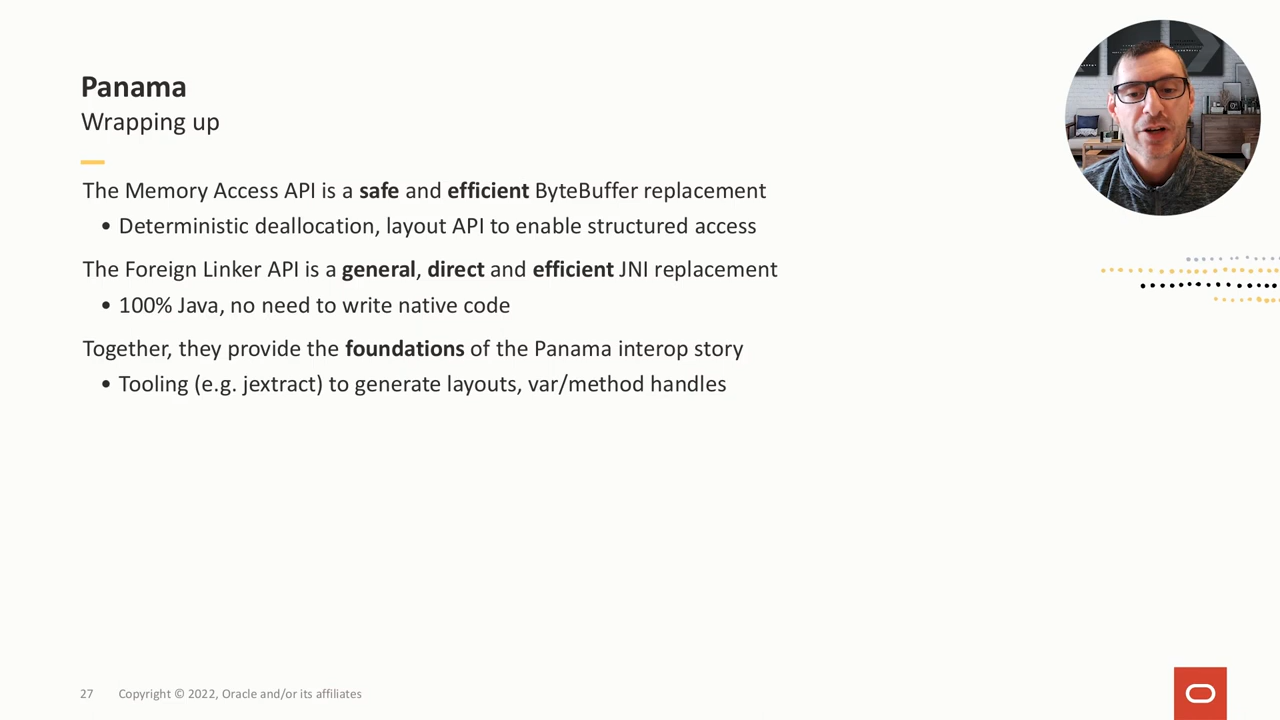 Panama
Wrapping up
The Memory Access API is a safe and efficient ByteBuffer replacement
• Deterministic deallocation, layout API to enable structured access
The Foreign Linker API is a general, direct and efficient JNI replacement
• 100% Java, no need to write native code
Together, they provide the foundations of the Panama interop story
• Tooling (e.g. jextract) to generate layouts, var/method handles
27 Copyright © 2022, Oracle and/or its affiliates